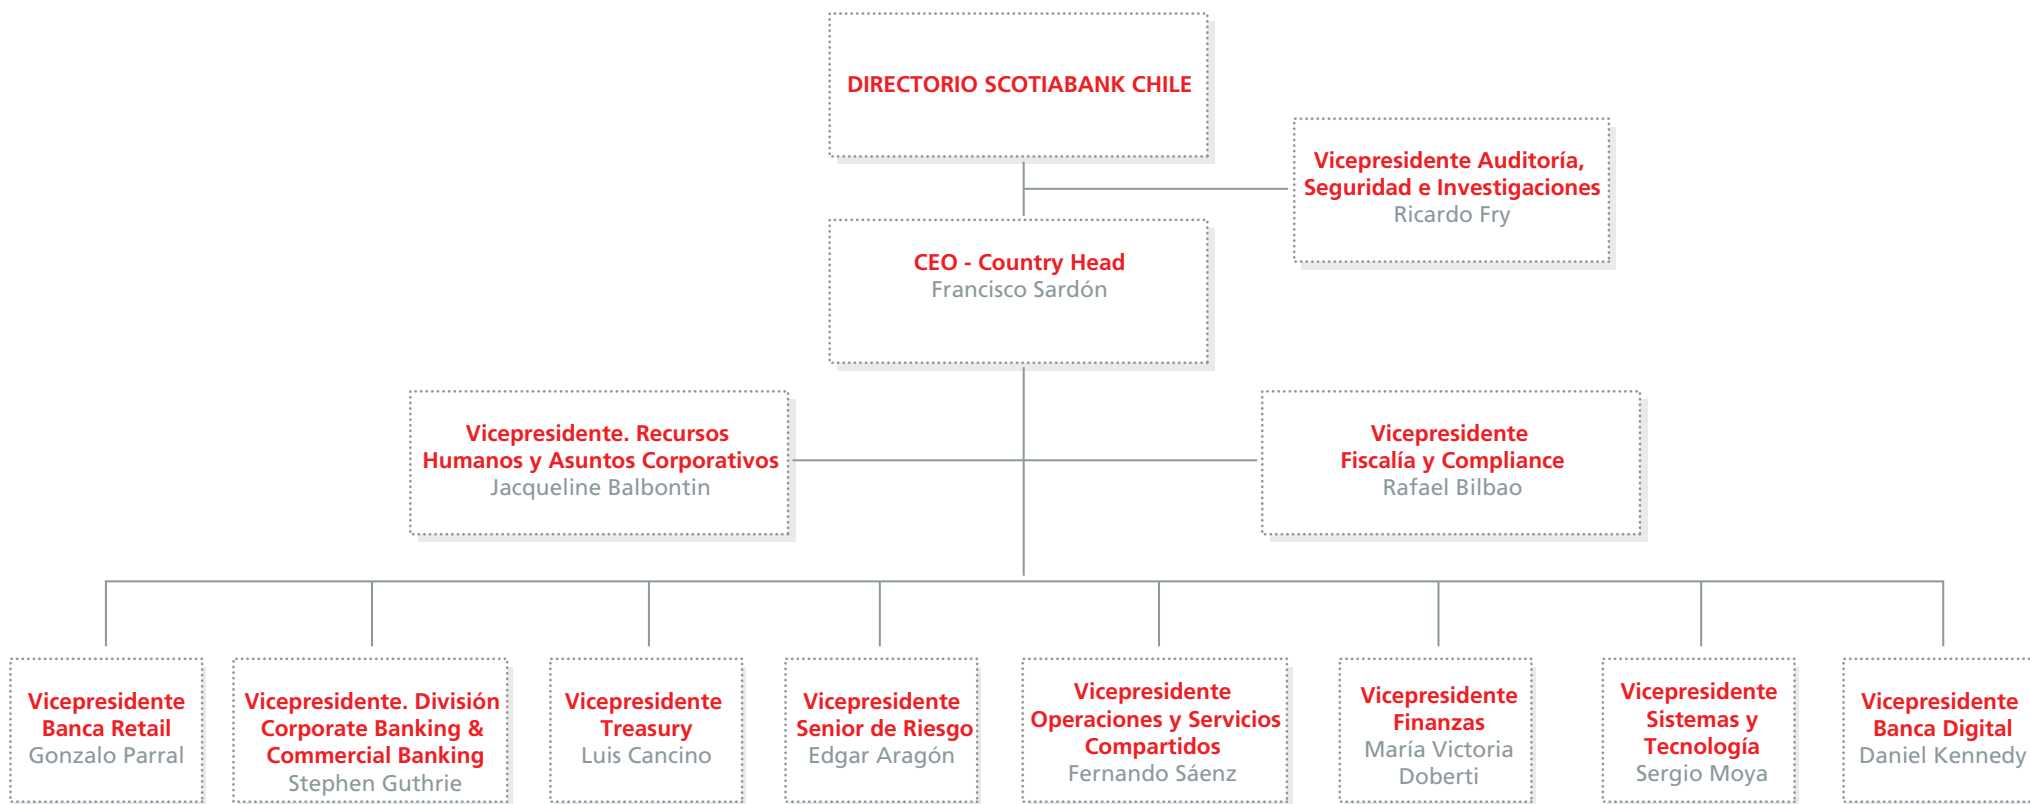 DIRECTORIO SCOTIABANK CHILE
Vicepresidente Auditoría,
Seguridad e Investigaciones
Ricardo Fry
CEO - Country Head
Francisco Sardón
Vicepresidente. Recursos
Humanos y Asuntos Corporativos
Jacqueline Balbontin
Vicepresidente
Fiscalía y Compliance
Rafael Bilbao
Vicepresidente
Banca Retail
Gonzalo Parral
Vicepresidente. División
Corporate Banking &
Commercial Banking
Stephen Guthrie
Vicepresidente
Treasury
Luis Cancino
Vicepresidente
Senior de Riesgo
Edgar Aragón
Vicepresidente
Operaciones y Servicios
Compartidos
Fernando Sáenz
Vicepresidente
Finanzas
María Victoria
Doberti
Vicepresidente
Sistemas y
Tecnología
Sergio Moya
Vicepresidente
Banca Digital
Daniel Kennedy